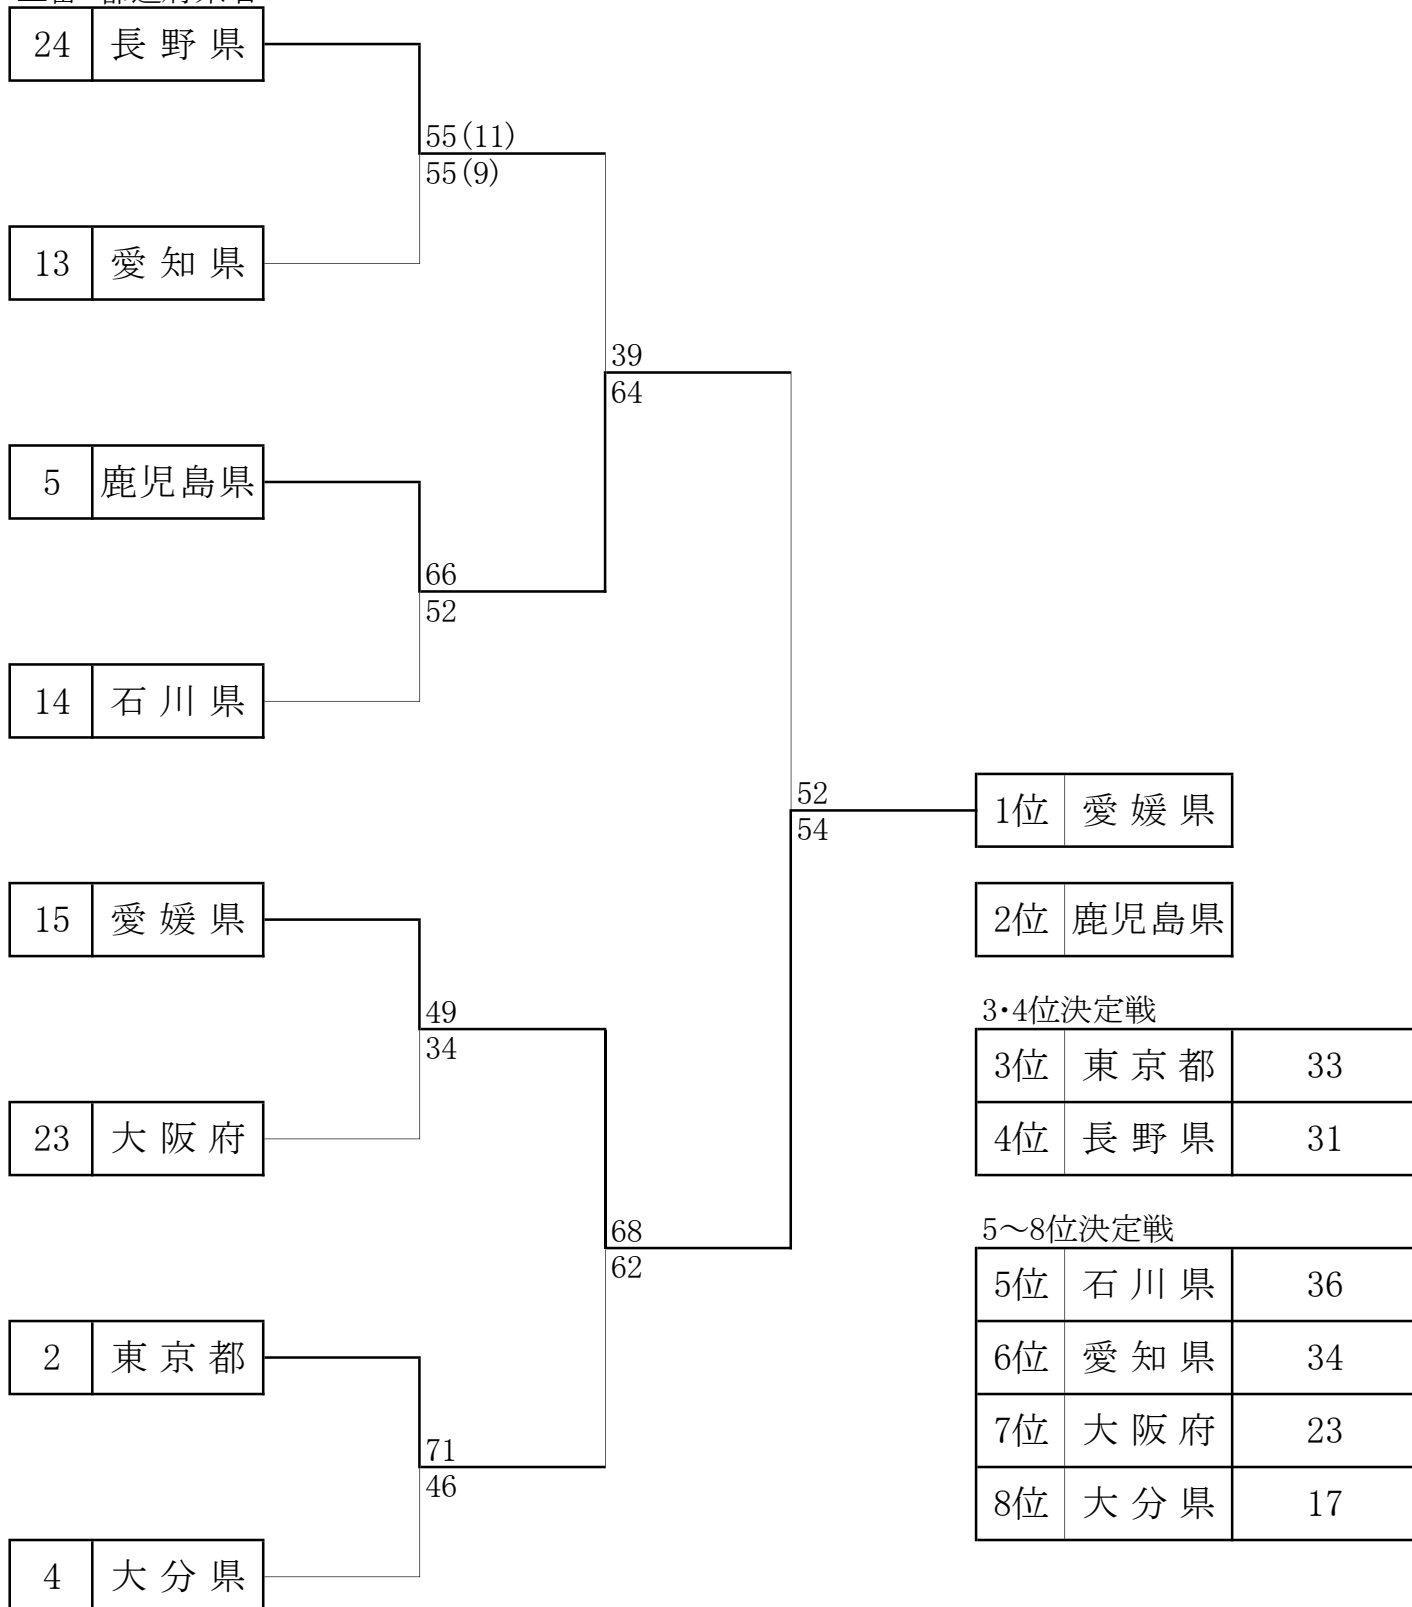 24 長野県
55(11)
55(9)
13 愛知県
39
64
5 鹿児島県
66
52
14 石川県
52
54
1位 愛媛県
15 愛媛県
2位 鹿児島県
49
34
3・4位決定戦
3位 東京都 33
23 大阪府
4位 長野県 31
68
62
5～8位決定戦
5位 石川県 36
2 東京都
6位 愛知県 34
7位 大阪府 23
71
46
8位 大分県 17
4 大分県